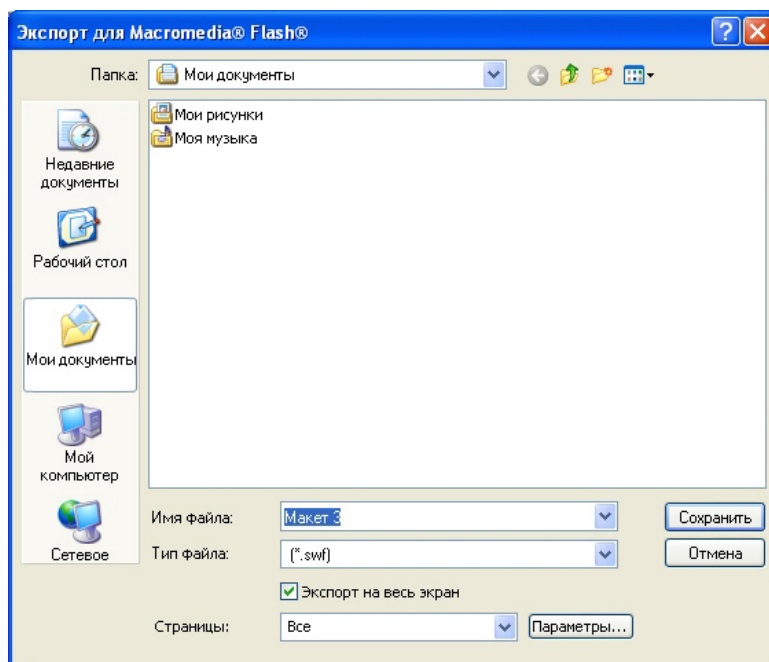 Экспорт для Macromedia® Flash®
Папка:
Мои документы
Мои рисунки
Моя музыка
Недавние
документы
Рабочий стол
Мои документы
Мой
компьютер
Сетевое
Имя файла:
Макет 3
Сохранить
Тип файла:
(*.swf)
Отмена
Экспорт на весь экран
Страницы:
Все
Параметры...